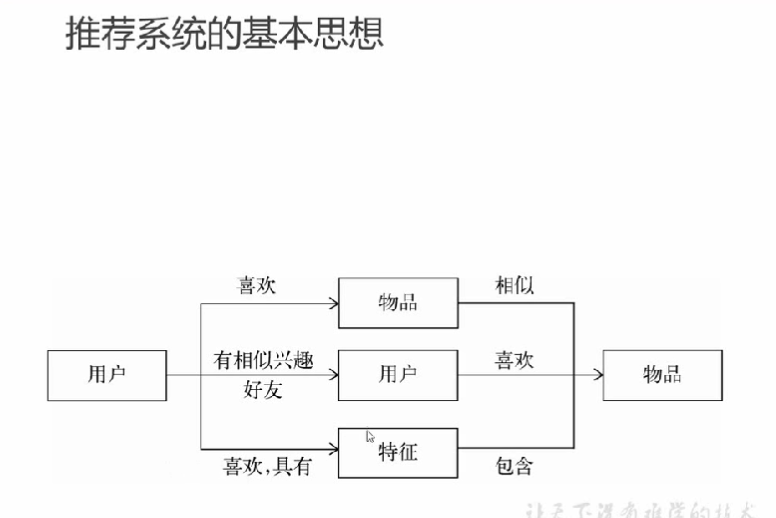 推荐系统的基本思想
喜欢
物品
相似
用户
有相似兴趣
好友
用户
喜欢
物品
喜欢,具有
特征
包含
让天下没有难学的技术